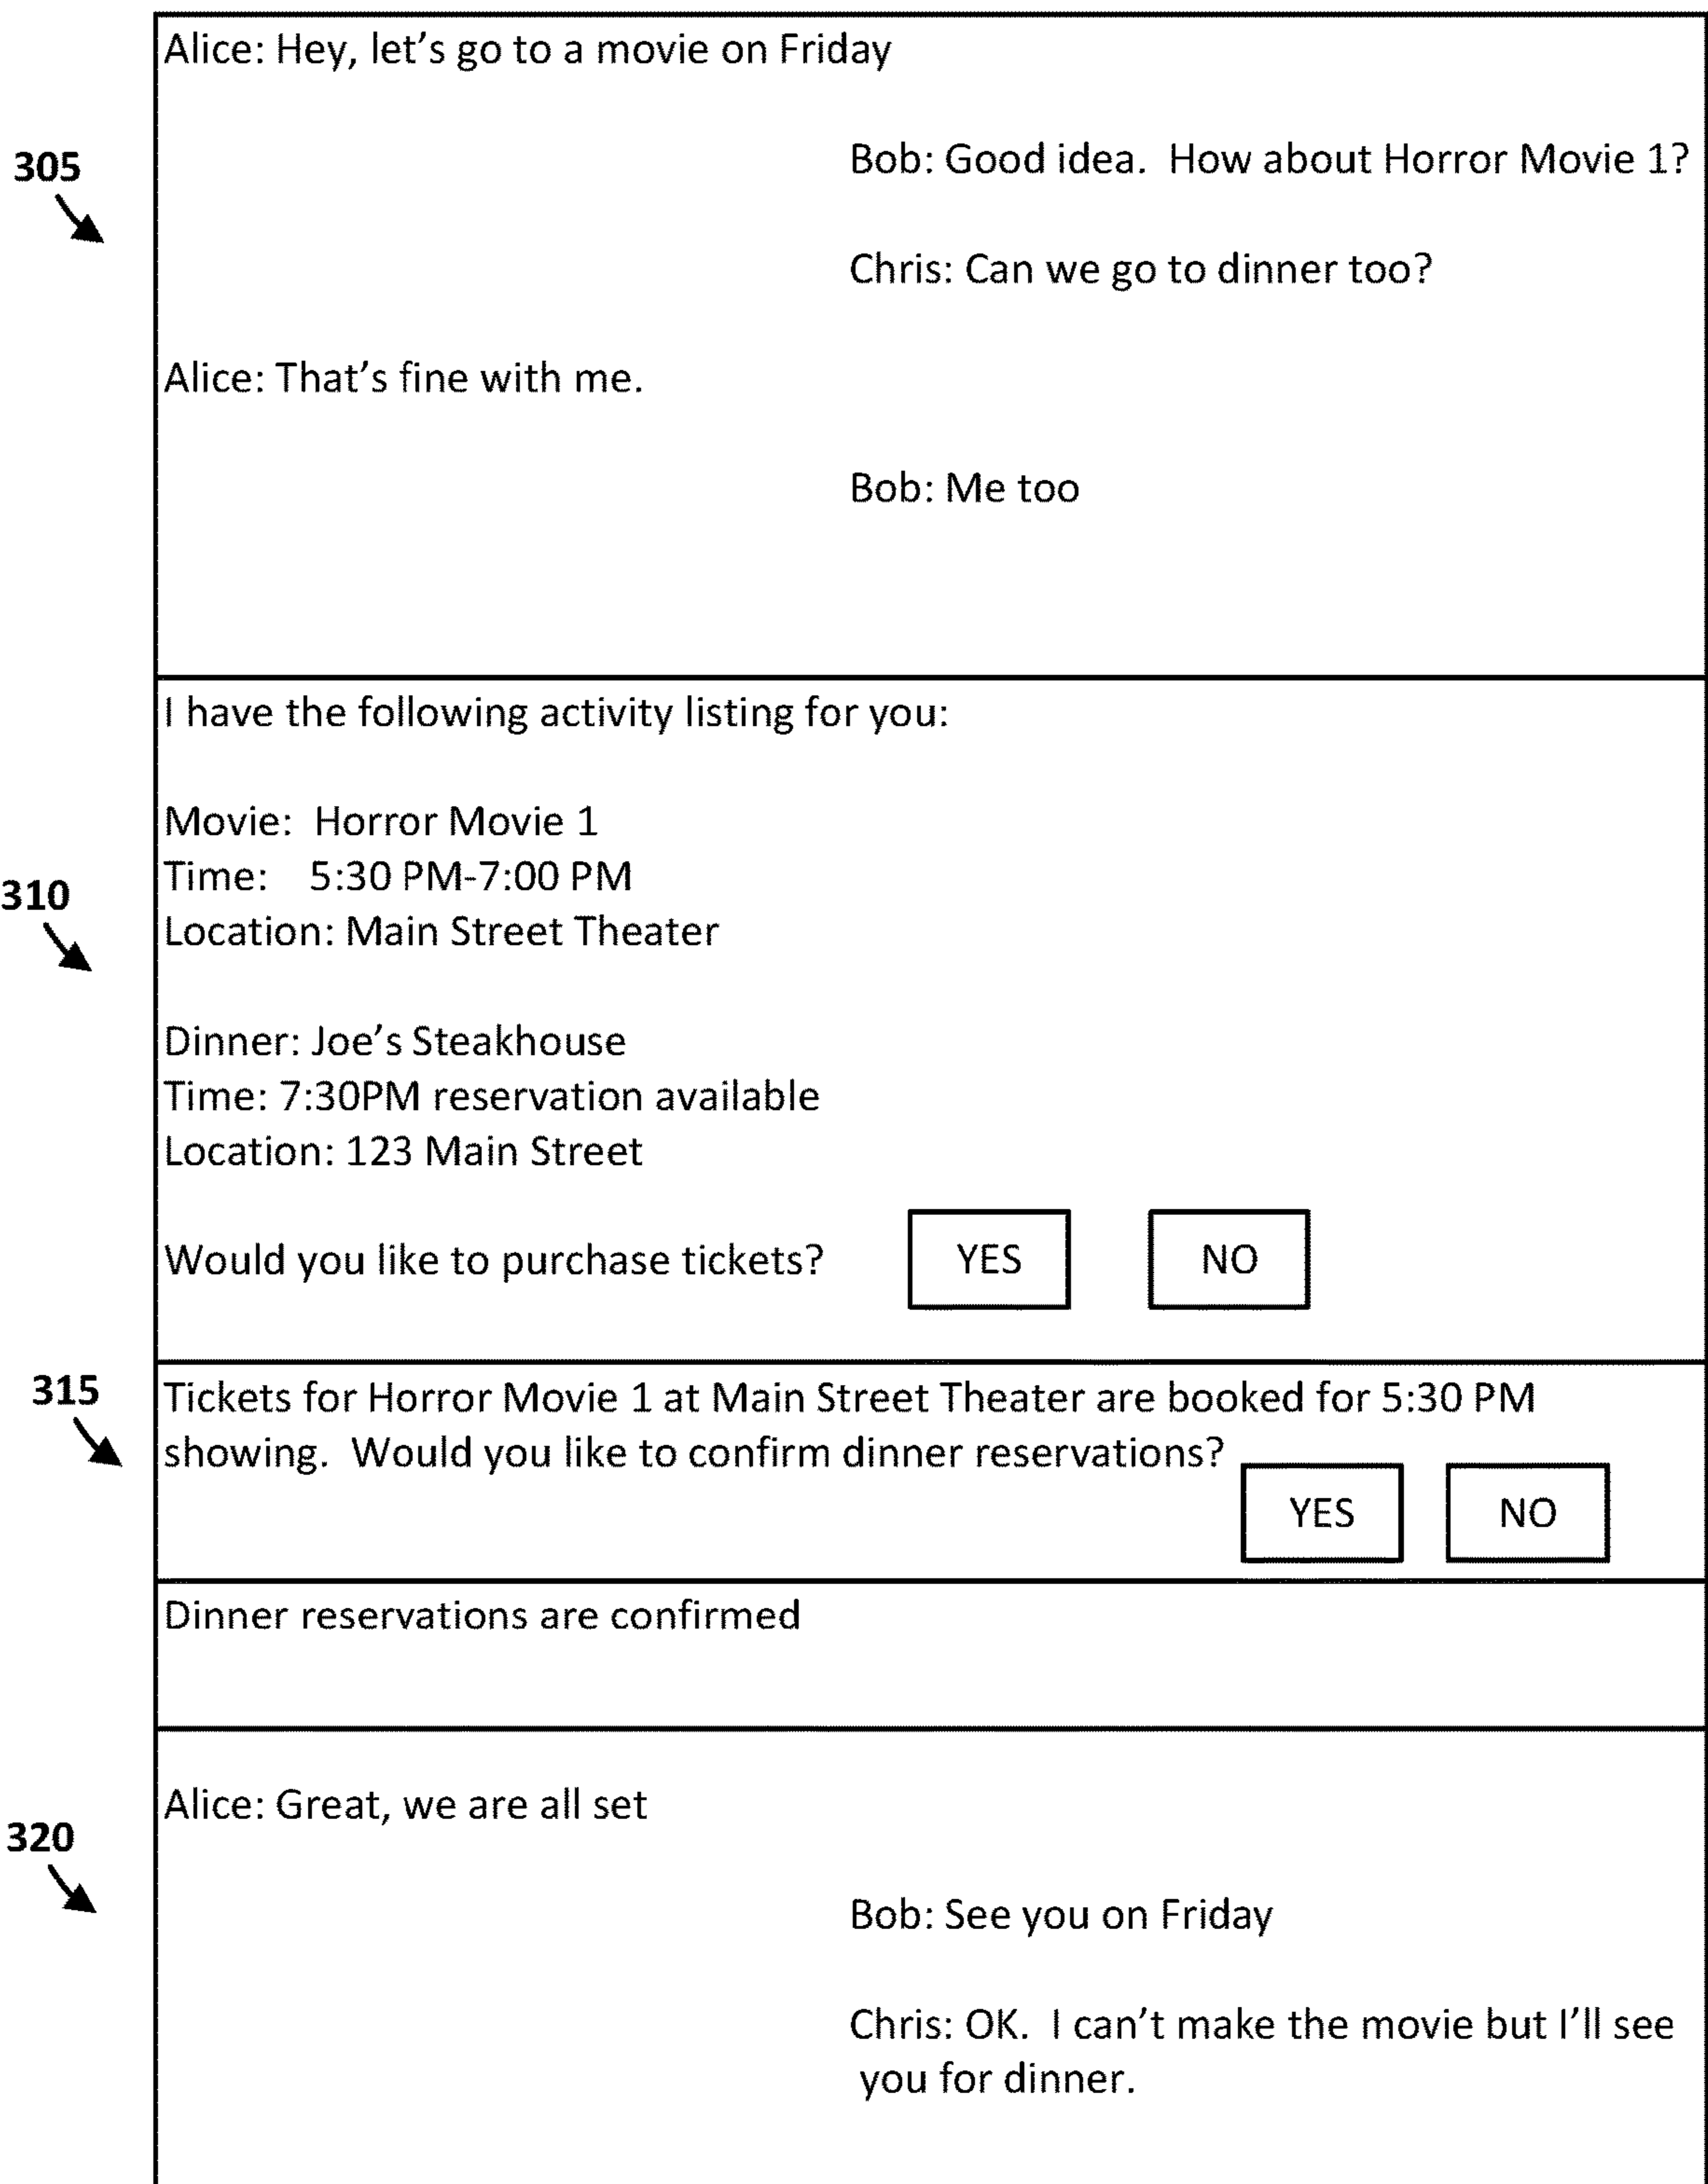 Alice: Hey, let's go to a movie on Friday
305
Bob: Good idea.  How about Horror Movie 1?
Chris: Can we go to dinner too?
Alice: That's fine with me.
Bob: Me too
I have the following activity listing for you:
Movie:  Horror Movie 1
310
Time:   5:30 PM-7:00 PM
Location: Main Street Theater
Dinner: Joe's Steakhouse
Time: 7:30PM reservation available
Location: 123 Main Street
Would you like to purchase tickets? YES NO
315
Tickets for Horror Movie 1 at Main Street Theater are booked for 5:30 PM
showing.  Would you like to confirm dinner reservations?
YES NO
Dinner reservations are confirmed
Alice: Great, we are all set
320
Bob: See you on Friday
Chris: OK.  I can't make the movie but I'll see
you for dinner.